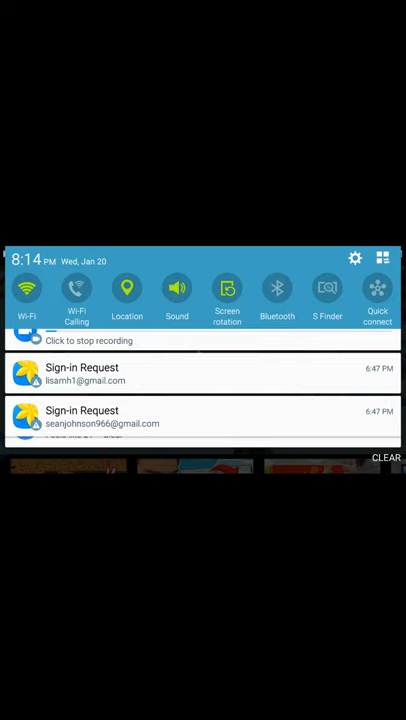 8:14 PM Wed, Jan 20
Wi-Fi
Wi-Fi Calling
Location
Sound
Screen rotation
Bluetooth
S Finder
Quick connect
Click to stop recording
Sign-in Request 6:47 PM
lisamh1@gmail.com
Sign-in Request 6:47 PM
seanjohnson966@gmail.com
CLEAR